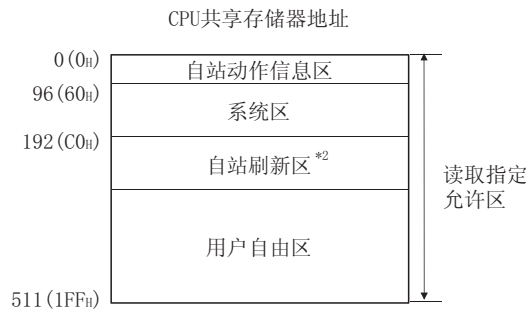 CPU共享存储器地址
0(0H)
自站动作信息区
96(60H)
系统区
192(C0H)
自站刷新区*2
读取指定
允许区
用户自由区
511(1FFH)